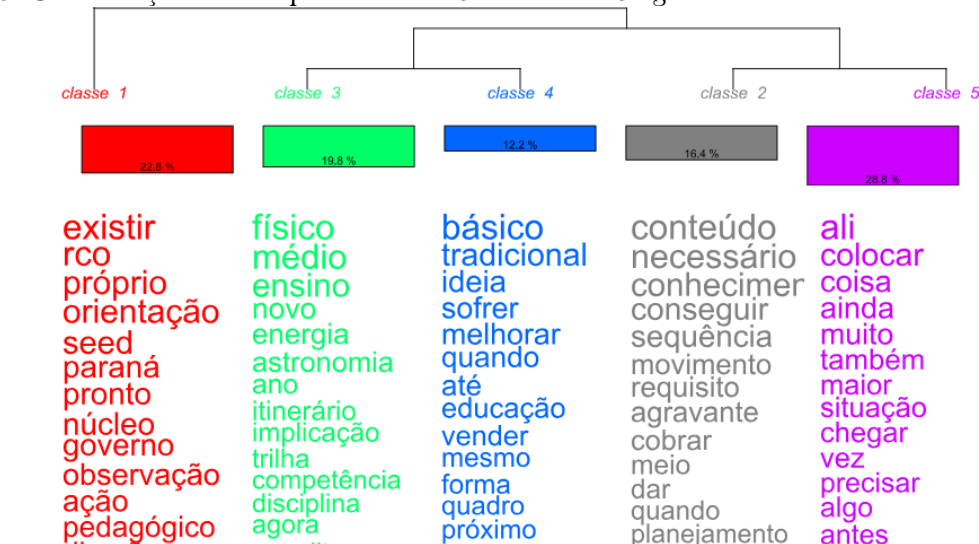 classe 1
classe 3
classe 4
classe 2
classe 5
22.8 %
19.8 %
12.2 %
16.4 %
28.8 %
existir
rco
próprio
orientação
seed
paraná
pronto
núcleo
governo
observação
ação
pedagógico
físico
médio
ensino
novo
energia
astronomia
ano
itinerário
implicação
trilha
competência
disciplina
agora
básico
tradicional
ideia
sofrer
melhorar
quando
até
educação
vender
mesmo
forma
quadro
próximo
conteúdo
necessário
conhecimen
conseguir
sequência
movimento
requisito
agravante
cobrar
meio
dar
quando
planejamento
ali
colocar
coisa
ainda
muito
também
maior
situação
chegar
vez
precisar
algo
antes